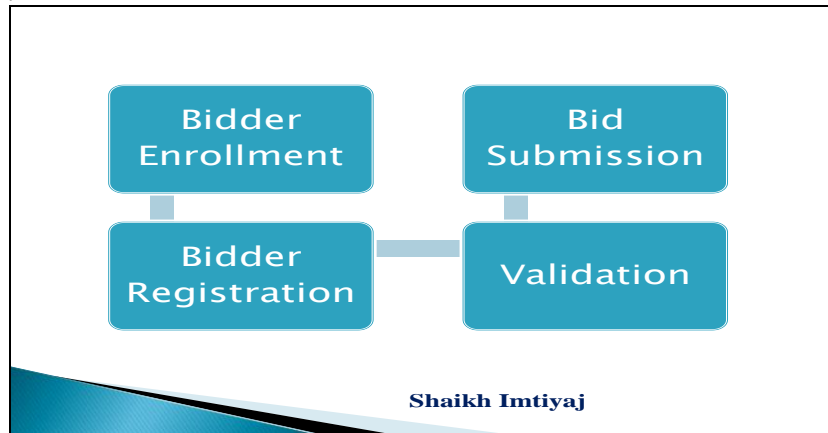 Bidder
Enrollment
Bidder
Registration
Validation
Bid
Submission
Shaikh Imtiyaj